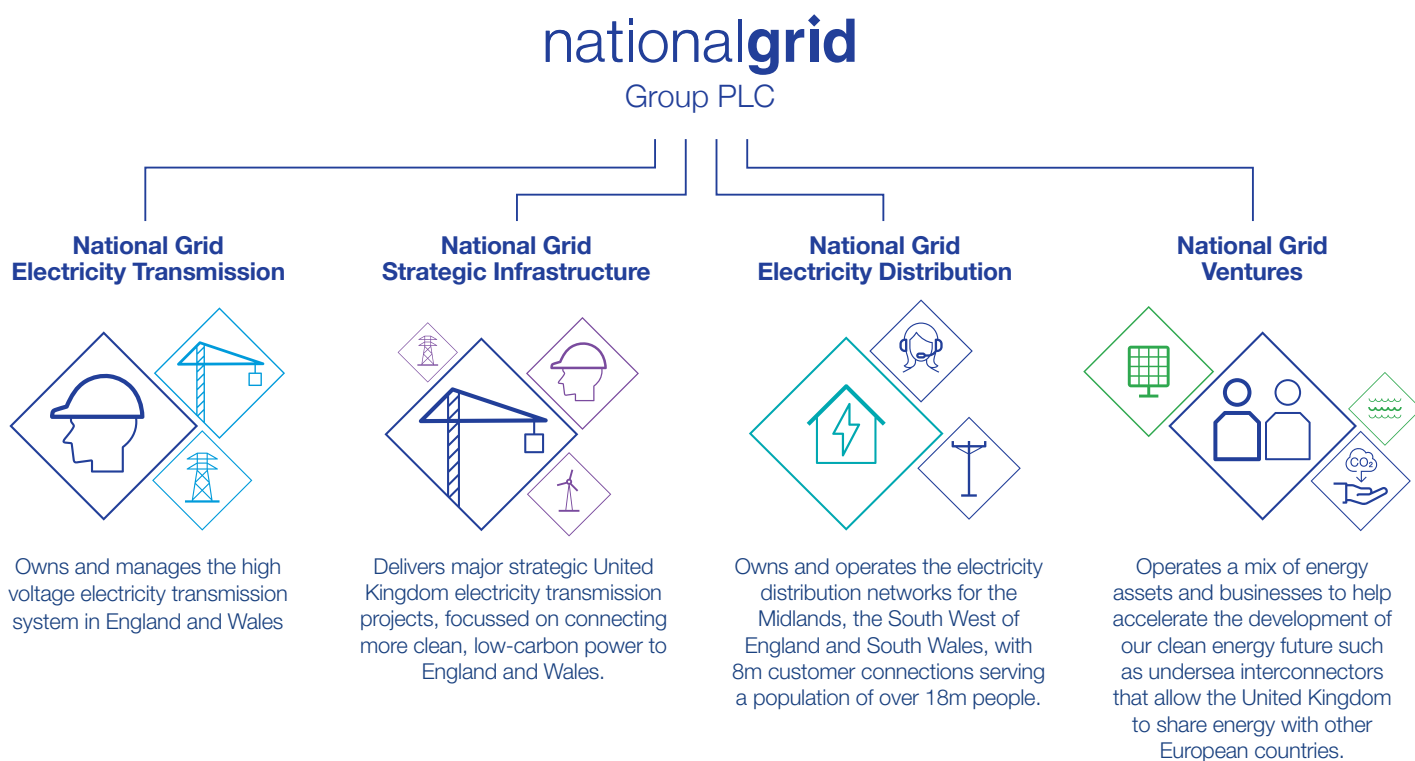 nationalgrid
Group PLC
National Grid
Electricity Transmission
Owns and manages the high
voltage electricity transmission
system in England and Wales
National Grid
Strategic Infrastructure
Delivers major strategic United
Kingdom electricity transmission
projects, focussed on connecting
more clean, low-carbon power to
England and Wales.
National Grid
Electricity Distribution
Owns and operates the electricity
distribution networks for the
Midlands, the South West of
England and South Wales, with
8m customer connections serving
a population of over 18m people.
National Grid
Ventures
CO₂
Operates a mix of energy
assets and businesses to help
accelerate the development of
our clean energy future such
as undersea interconnectors
that allow the United Kingdom
to share energy with other
European countries.